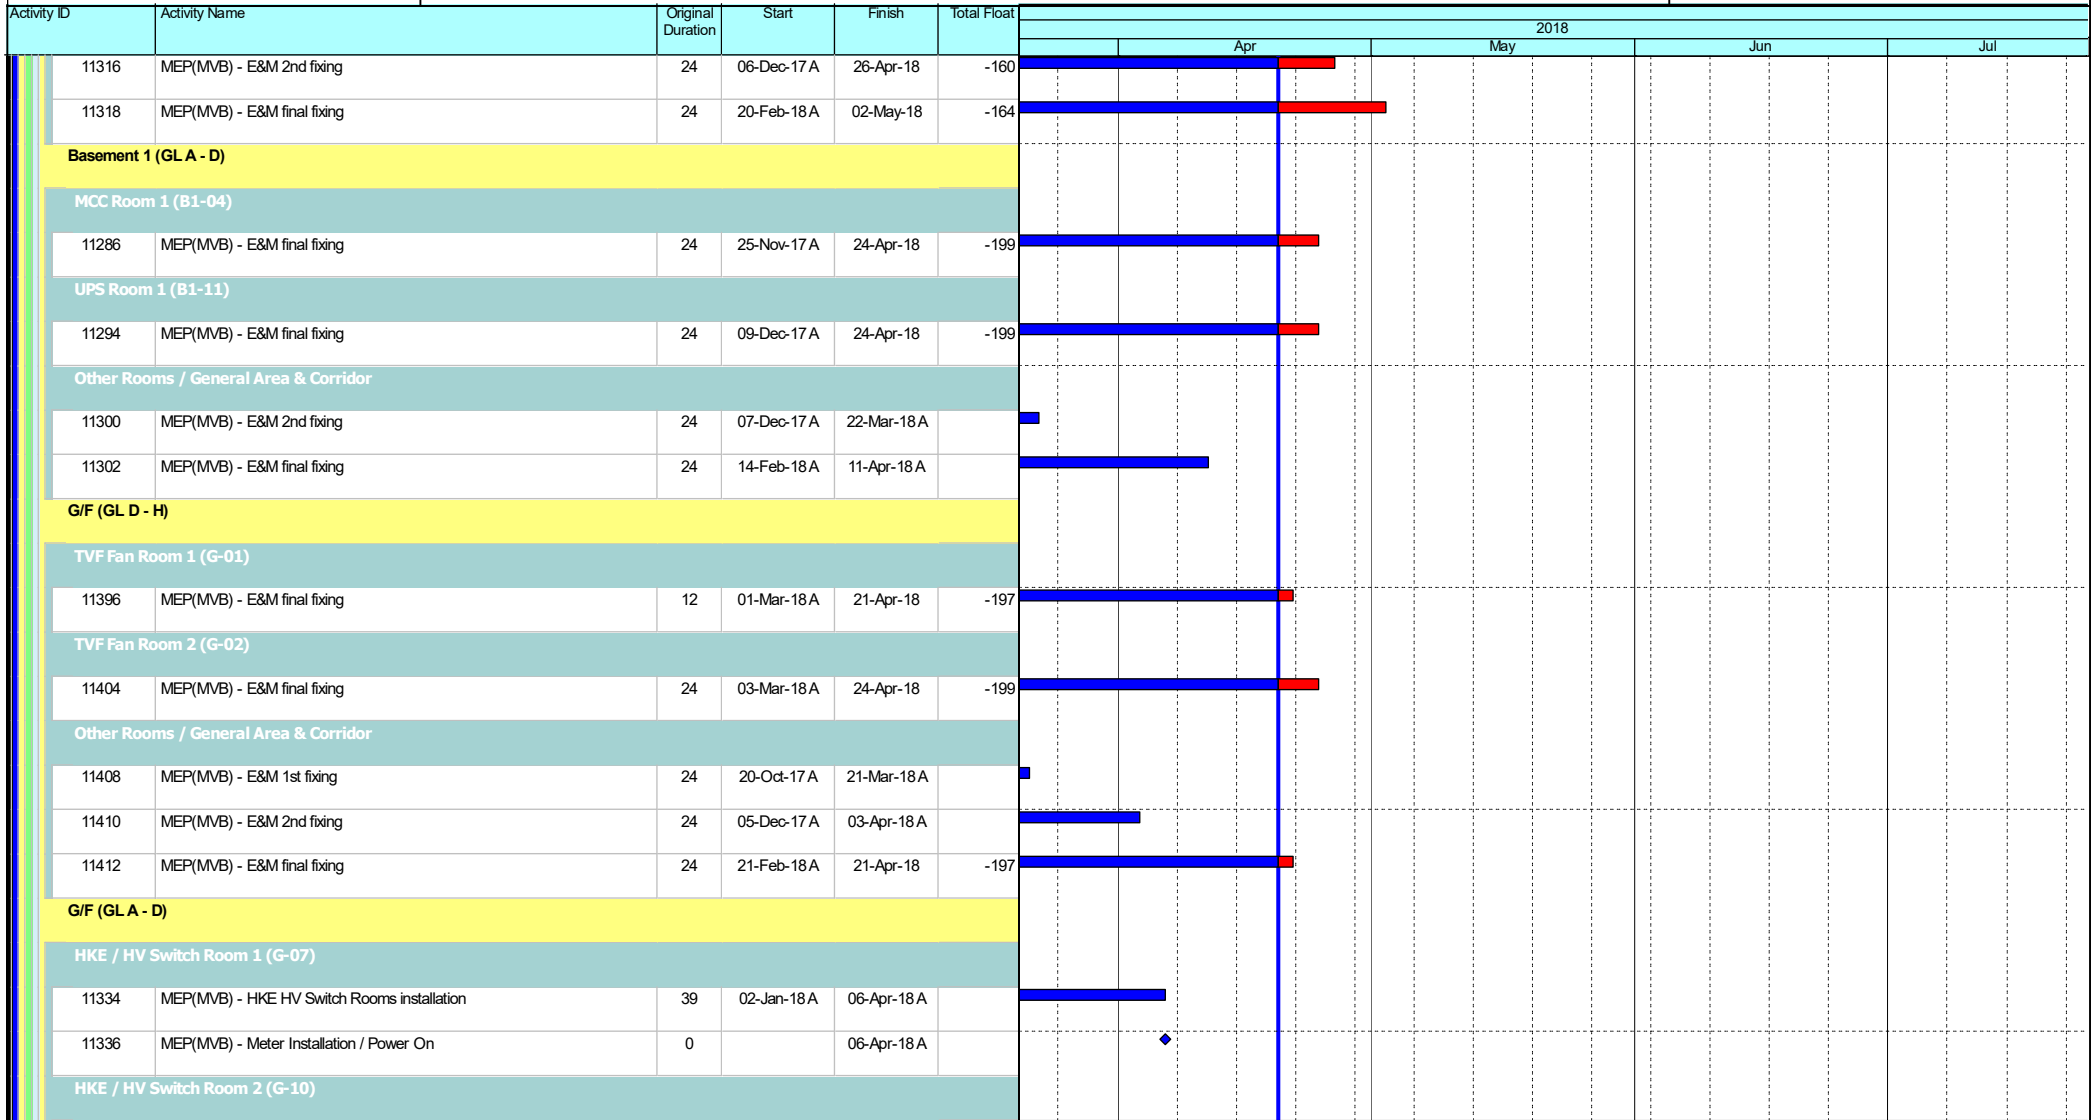 Activity ID Activity Name Original Duration Start Finish Total Float
2018
Apr May Jun Jul
11316 MEP(MVB) - E&M 2nd fixing 24 06-Dec-17 A 26-Apr-18 -160
11318 MEP(MVB) - E&M final fixing 24 20-Feb-18 A 02-May-18 -164
Basement 1 (GL A - D)
MCC Room 1 (B1-04)
11286 MEP(MVB) - E&M final fixing 24 25-Nov-17 A 24-Apr-18 -199
UPS Room 1 (B1-11)
11294 MEP(MVB) - E&M final fixing 24 09-Dec-17 A 24-Apr-18 -199
Other Rooms / General Area & Corridor
11300 MEP(MVB) - E&M 2nd fixing 24 07-Dec-17 A 22-Mar-18 A
11302 MEP(MVB) - E&M final fixing 24 14-Feb-18 A 11-Apr-18 A
G/F (GL D - H)
TVF Fan Room 1 (G-01)
11396 MEP(MVB) - E&M final fixing 12 01-Mar-18 A 21-Apr-18 -197
TVF Fan Room 2 (G-02)
11404 MEP(MVB) - E&M final fixing 24 03-Mar-18 A 24-Apr-18 -199
Other Rooms / General Area & Corridor
11408 MEP(MVB) - E&M 1st fixing 24 20-Oct-17 A 21-Mar-18 A
11410 MEP(MVB) - E&M 2nd fixing 24 05-Dec-17 A 03-Apr-18 A
11412 MEP(MVB) - E&M final fixing 24 21-Feb-18 A 21-Apr-18 -197
G/F (GL A - D)
HKE / HV Switch Room 1 (G-07)
11334 MEP(MVB) - HKE HV Switch Rooms installation 39 02-Jan-18 A 06-Apr-18 A
11336 MEP(MVB) - Meter Installation / Power On 0 06-Apr-18 A
HKE / HV Switch Room 2 (G-10)